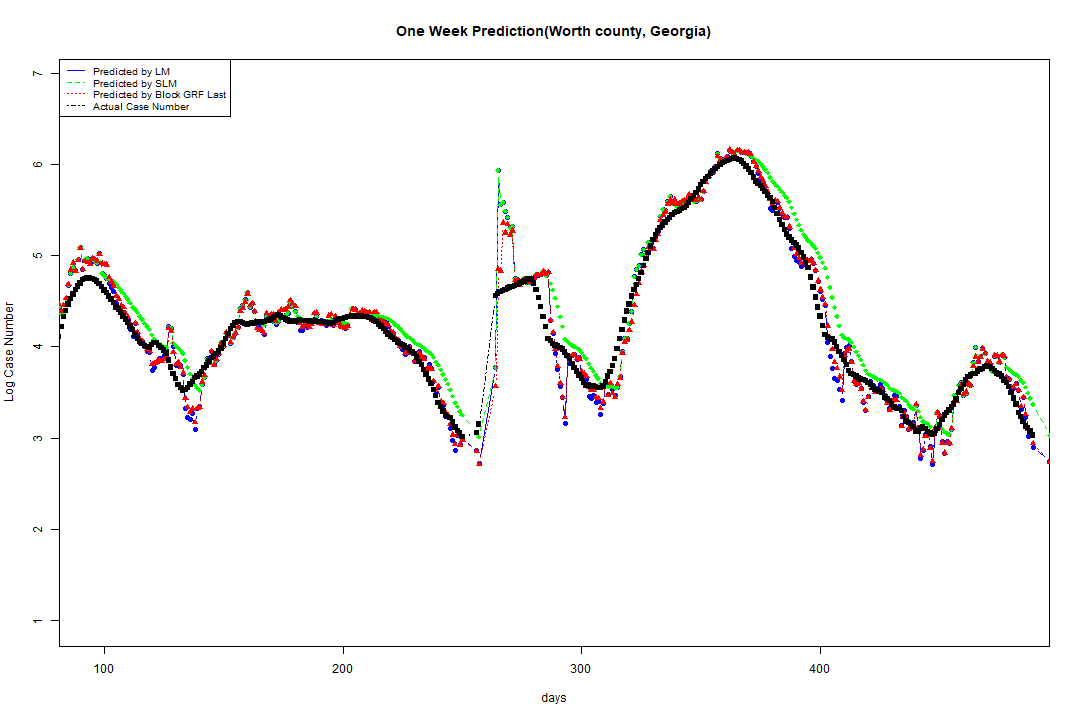 One Week Prediction(Worth county, Georgia)
Predicted by LM
Predicted by SLM
Predicted by Block GRF Last
Actual Case Number
7
6
5
4
3
2
1
Log Case Number
100 200 300 400
days